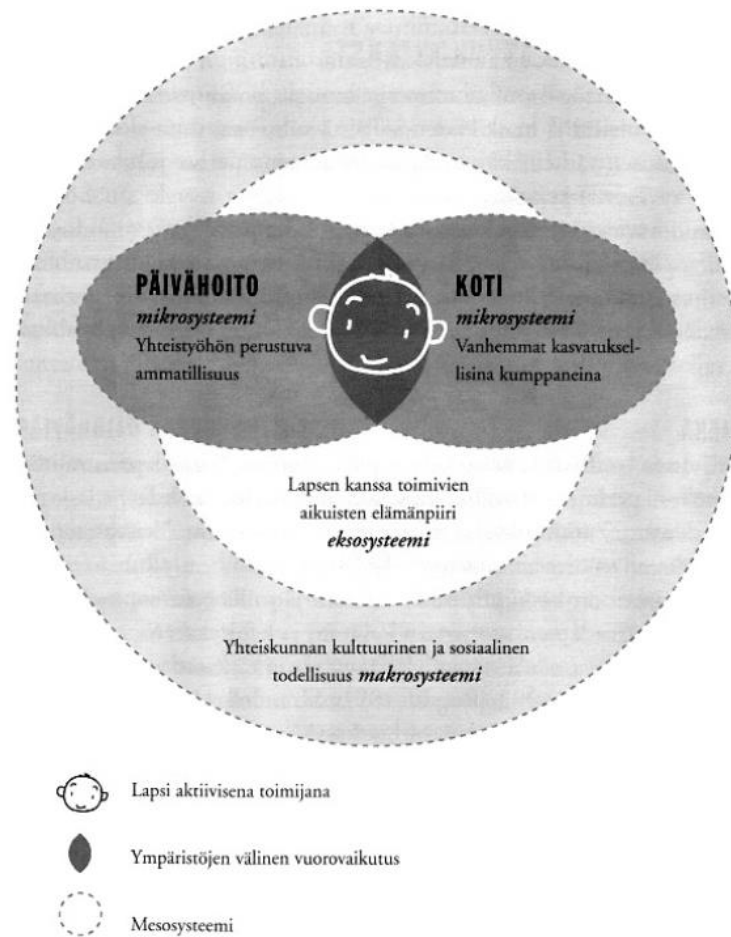 PÄIVÄHOITO
mikrosysteemi
Yhteistyöhön perustuva
ammatillisuus
KOTI
mikrosysteemi
Vanhemmat kasvatuksel-
lisina kumppaneina
Lapsen kanssa toimivien
aikuisten elämänpiiri
eksosysteemi
Yhteiskunnan kulttuurinen ja sosiaalinen
todellisuus makrosysteemi
Lapsi aktiivisena toimijana
Ympäristöjen välinen vuorovaikutus
Mesosysteemi